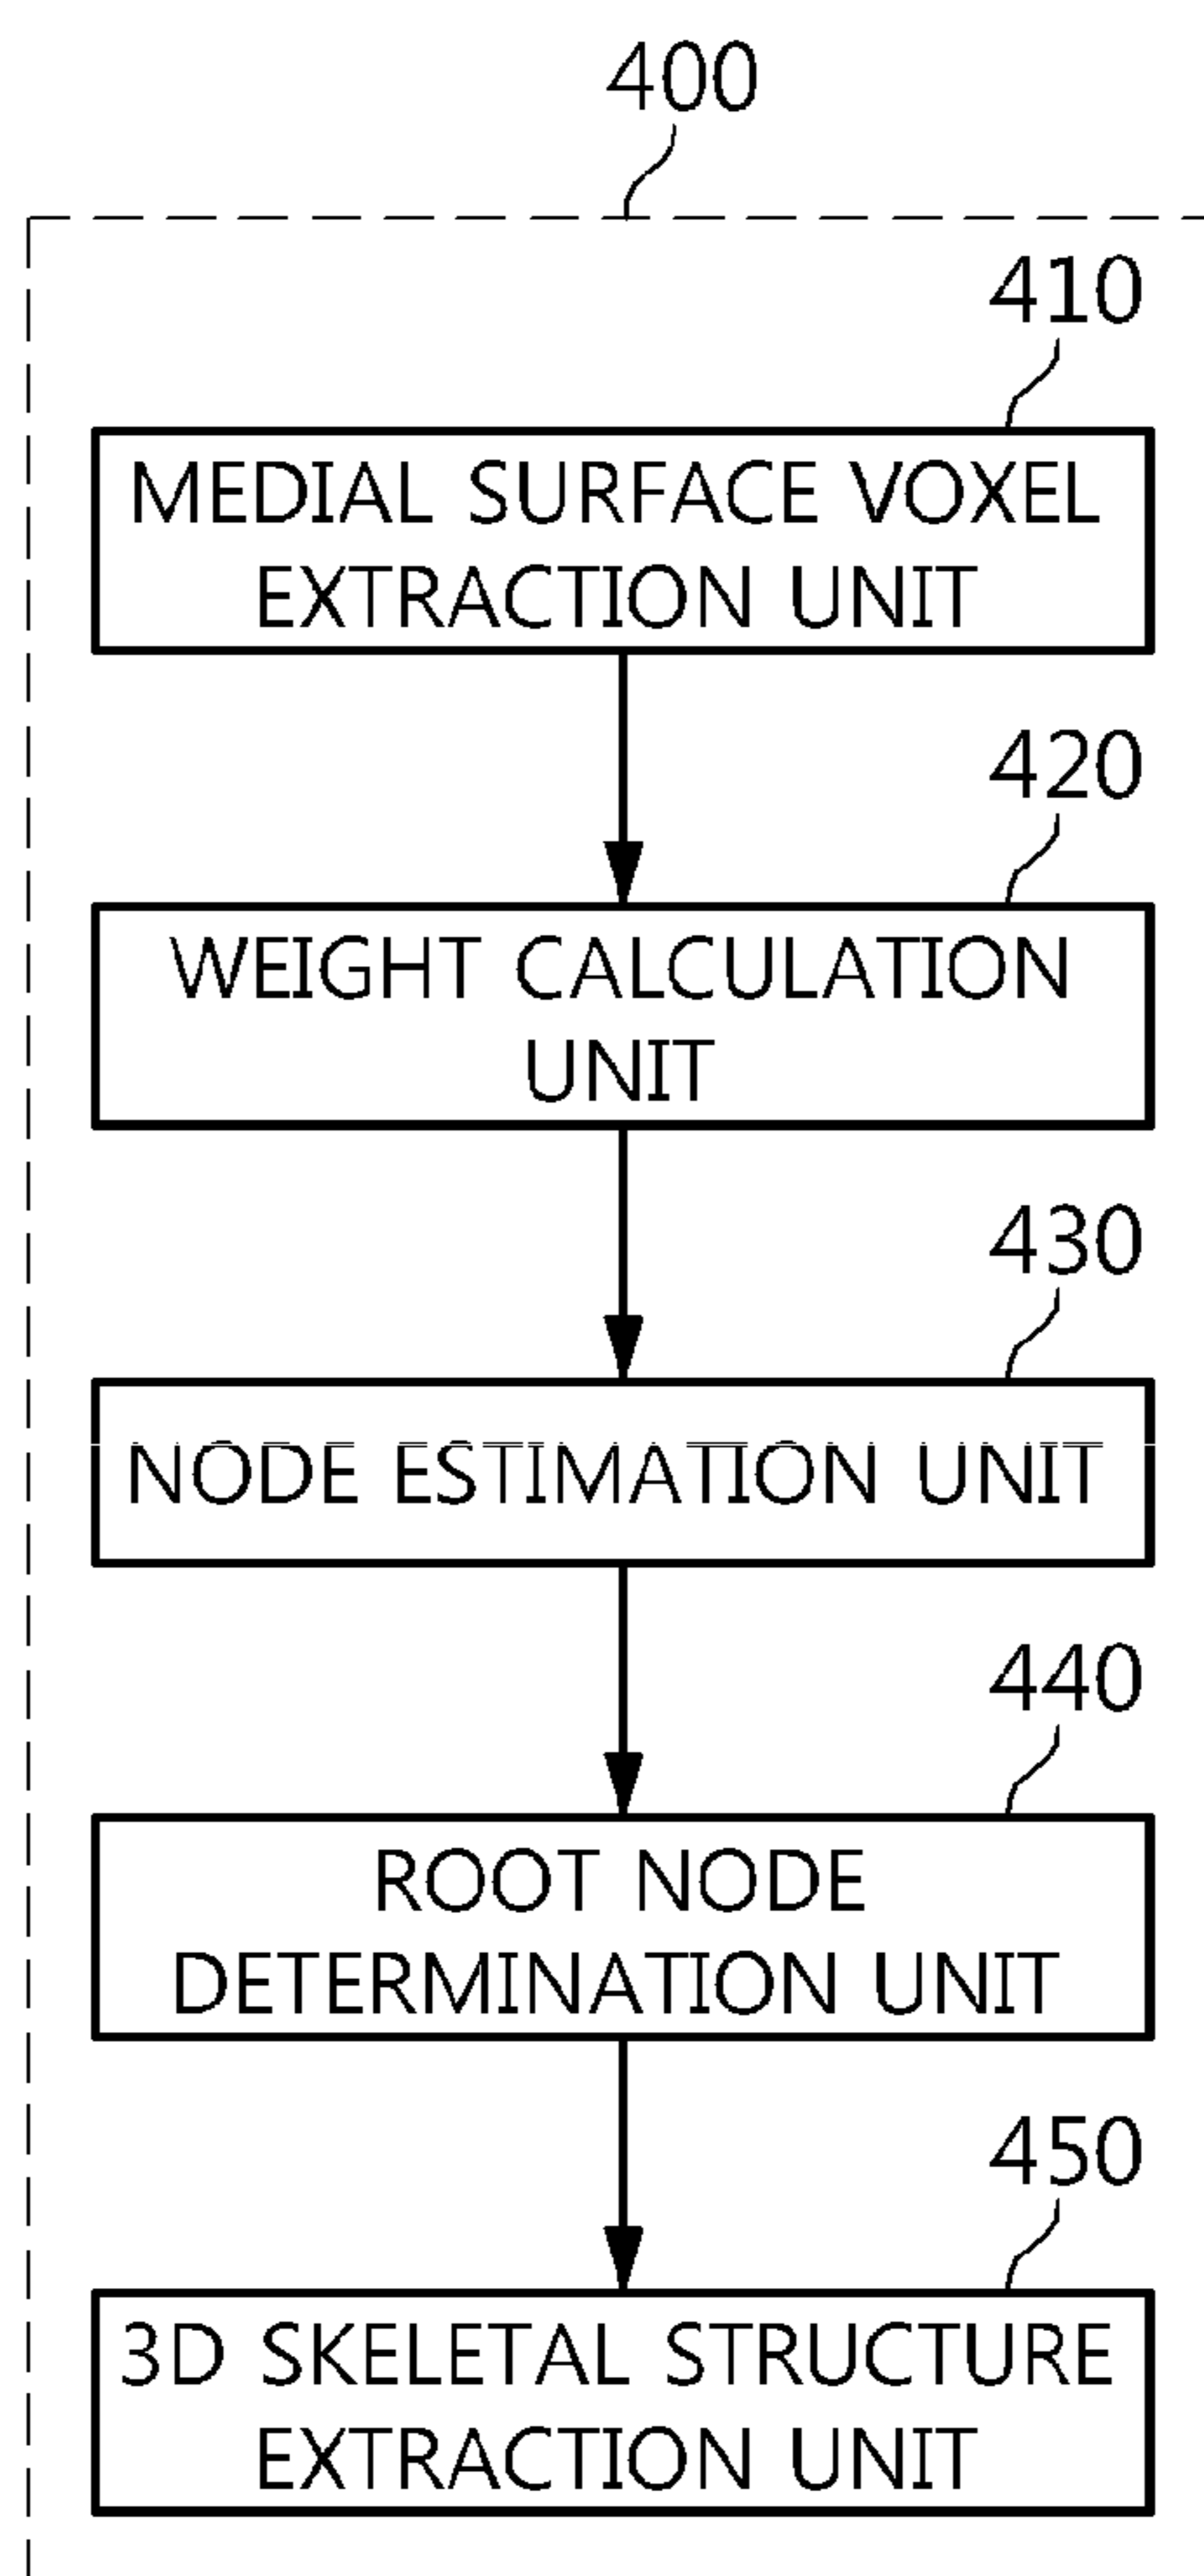 400
410
MEDIAL SURFACE VOXEL
EXTRACTION UNIT
420
WEIGHT CALCULATION
UNIT
430
NODE ESTIMATION UNIT
440
ROOT NODE
DETERMINATION UNIT
450
3D SKELETAL STRUCTURE
EXTRACTION UNIT